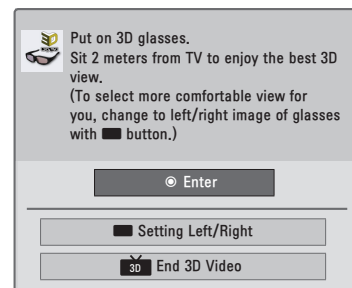 3D
Put on 3D glasses.
Sit 2 meters from TV to enjoy the best 3D
view.
(To select more comfortable view for
you, change to left/right image of glasses
with button.)
Enter
Setting Left/Right
3D End 3D Video